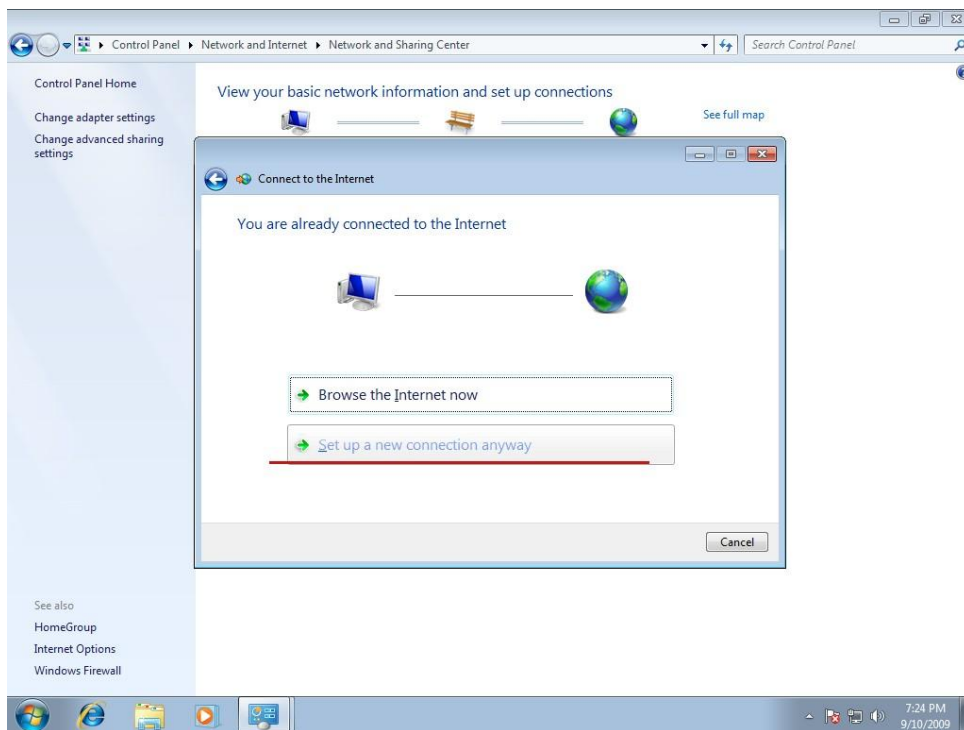 Control Panel ▸ Network and Internet ▸ Network and Sharing Center
Search Control Panel
Control Panel Home
Change adapter settings
Change advanced sharing
settings
View your basic network information and set up connections
See full map
Connect to the Internet
You are already connected to the Internet
Browse the Internet now
Set up a new connection anyway
Cancel
See also
HomeGroup
Internet Options
Windows Firewall
7:24 PM
9/10/2009